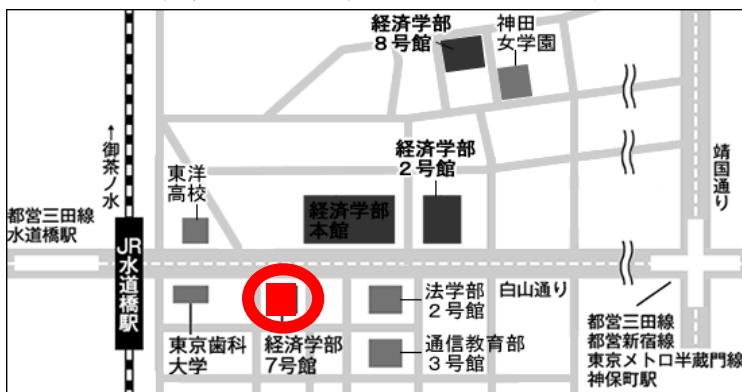 経済学部
８号館
神田
女学園
↑御茶ノ水
東洋
高校
経済学部
２号館
靖国通り
都営三田線
水道橋駅
経済学部
本館
JR水道橋駅
法学部
２号館
白山通り
東京歯科
大学
経済学部
7号館
通信教育部
３号館
都営三田線
都営新宿線
東京メトロ半蔵門線
神保町駅